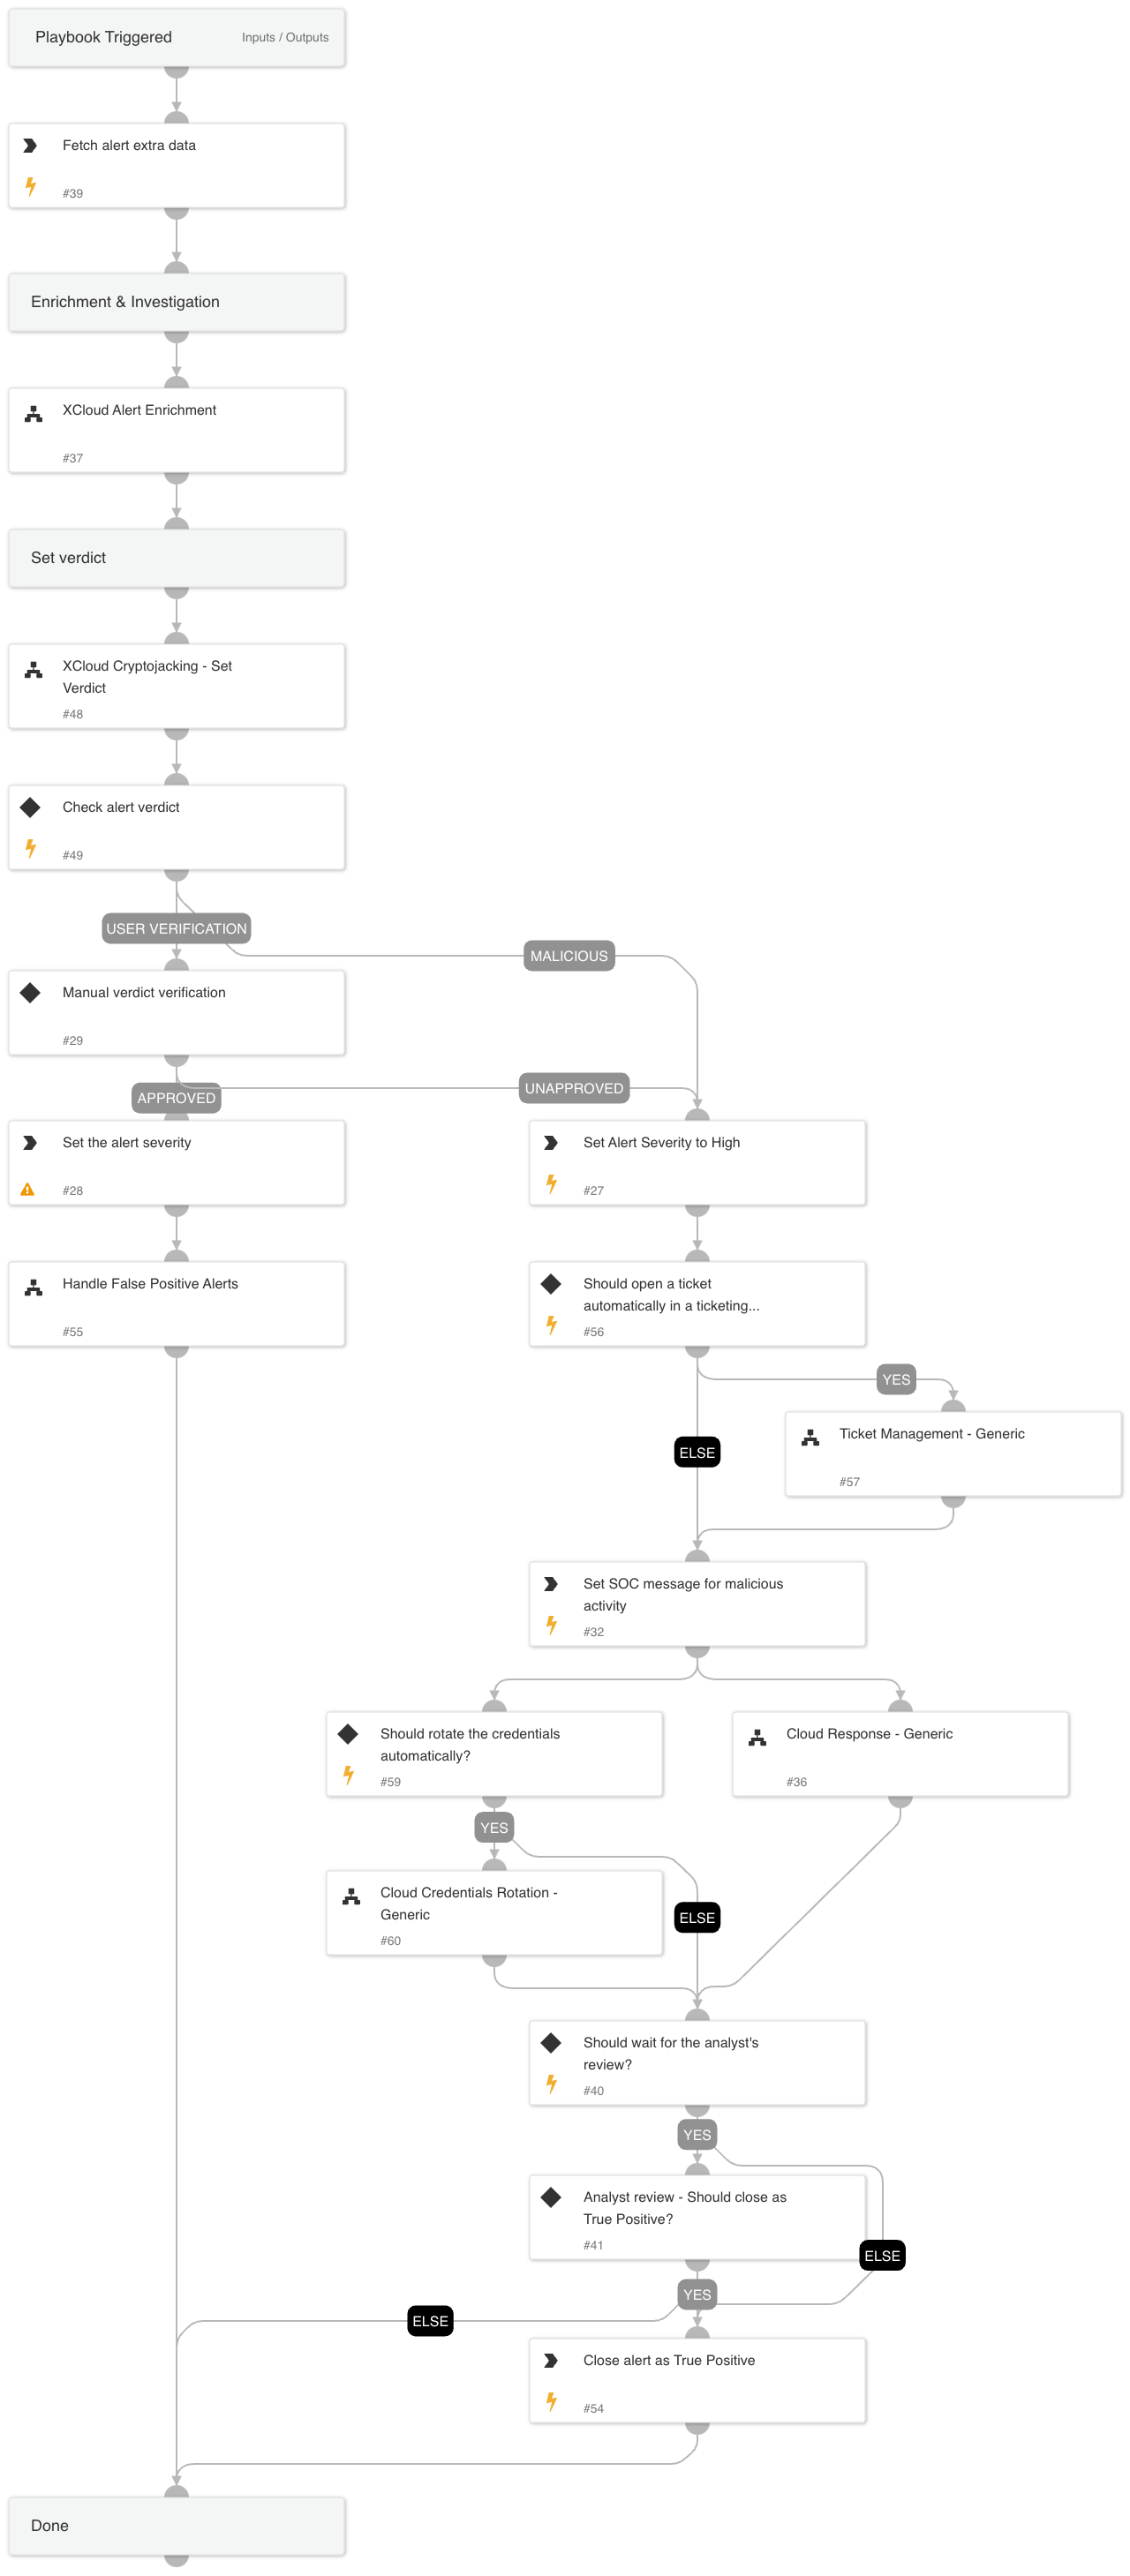 Playbook Triggered
Inputs / Outputs
Fetch alert extra data
#39
Enrichment & Investigation
XCloud Alert Enrichment
#37
Set verdict
XCloud Cryptojacking - Set
Verdict
#48
Check alert verdict
#49
USER VERIFICATION
MALICIOUS
Manual verdict verification
#29
UNAPPROVED
APPROVED
Set the alert severity
#28
Set Alert Severity to High
#27
Handle False Positive Alerts
#55
Should open a ticket
automatically in a ticketing...
#56
YES
Ticket Management - Generic
#57
ELSE
Set SOC message for malicious
activity
#32
Should rotate the credentials
automatically?
#59
Cloud Response - Generic
#36
YES
Cloud Credentials Rotation -
Generic
#60
ELSE
Should wait for the analyst's
review?
#40
YES
Analyst review - Should close as
True Positive?
#41
ELSE
YES
ELSE
Close alert as True Positive
#54
Done